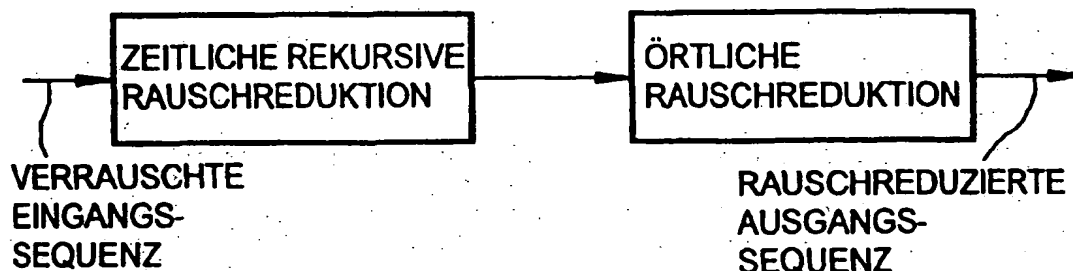 ZEITLICHE REKURSIVE
RAUSCHREDUKTION
ÖRTLICHE
RAUSCHREDUKTION
VERRAUSCHTE
EINGANGS-
SEQUENZ
RAUSCHREDUZIERTE
AUSGANGS-
SEQUENZ